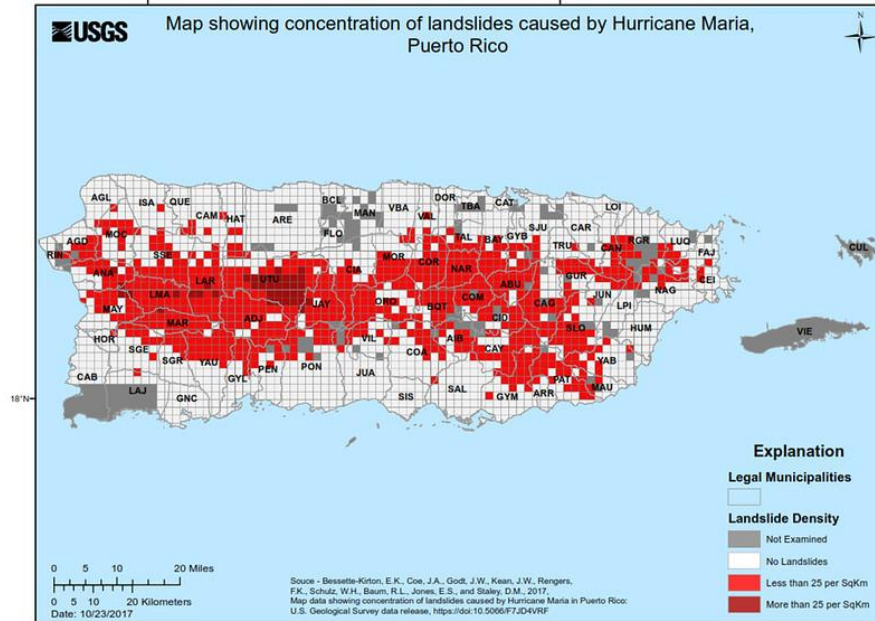 USGS
Map showing concentration of landslides caused by Hurricane Maria,
Puerto Rico
N
AGL
ISA
QUE
CAM
HAT
ARE
BCL
MAN
FLO
VBA
DOR
VAL
TBA
CAT
LOI
AGD
MOC
RIN
SSE
ANA
LAR
UTU
CIA
MOR
COR
TAL
NAR
BAY
GYB
SJU
CAR
TRU
CAN
RGR
LUQ
FAJ
CEI
CUL
LMA
MAY
MAR
ADJ
JAY
ORO
BQT
COM
ABU
CAG
GUR
JUN
NAG
LPI
HUM
VIE
HOR
SGE
SGR
YAU
GYL
PEN
PON
VIL
JUA
COA
AIB
CIO
CAY
SLO
YAB
PAT
MAU
CAB
LAJ
GNC
SIS
SAL
GYM
ARR
18°N
Explanation
Legal Municipalities
Landslide Density
Not Examined
No Landslides
Less than 25 per SqKm
More than 25 per SqKm
0 5 10 20 Miles
0 5 10 20 Kilometers
Date: 10/23/2017
Souce - Bessette-Kirton, E.K., Coe, J.A., Godt, J.W., Kean, J.W., Rengers,
F.K., Schulz, W.H., Baum, R.L., Jones, E.S., and Staley, D.M., 2017,
Map data showing concentration of landslides caused by Hurricane Maria in Puerto Rico:
U.S. Geological Survey data release, https://doi:10.5066/F7JD4VRF